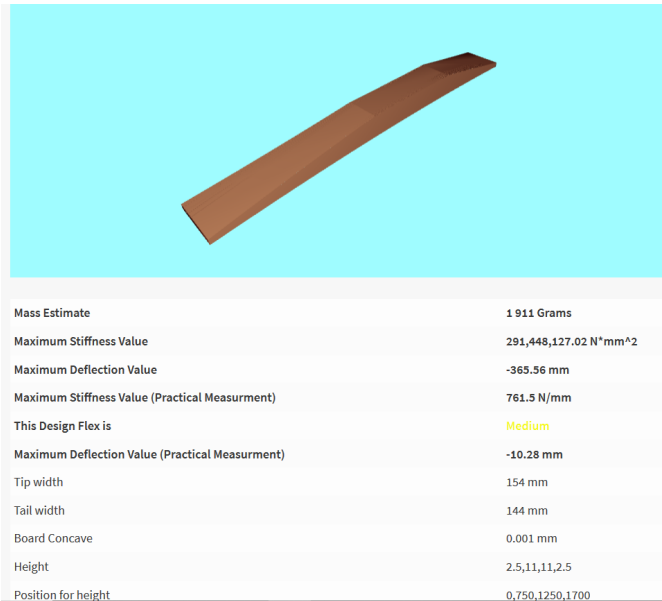 Mass Estimate 1 911 Grams
Maximum Stiffness Value 291,448,127.02 N*mm^2
Maximum Deflection Value -365.56 mm
Maximum Stiffness Value (Practical Measurment) 761.5 N/mm
This Design Flex is Medium
Maximum Deflection Value (Practical Measurment) -10.28 mm
Tip width 154 mm
Tail width 144 mm
Board Concave 0.001 mm
Height 2.5,11,11,2.5
Position for height 0,750,1250,1700